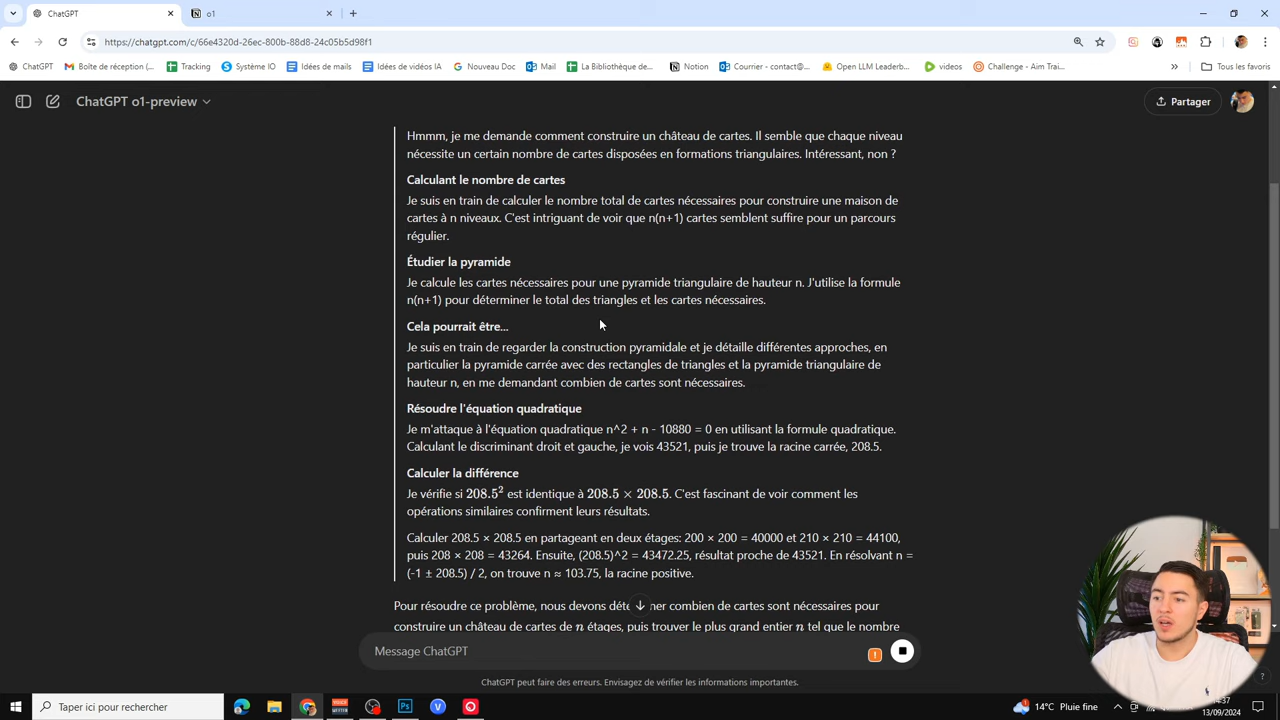 ChatGPT
o1
https://chatgpt.com/c/66e4320d-26ec-800b-88d8-24c05b5d98f1
ChatGPT
Boîte de réception (...
Tracking
Système IO
Idées de mails
Idées de vidéos IA
Nouveau Doc
Mail
La Bibliothèque de...
Notion
Courrier - contact@...
Open LLM Leaderb...
videos
Challenge - Aim Trai...
»
Tous les favoris
ChatGPT o1-preview
Partager
Hmmm, je me demande comment construire un château de cartes. Il semble que chaque niveau
nécessite un certain nombre de cartes disposées en formations triangulaires. Intéressant, non ?
Calculant le nombre de cartes
Je suis en train de calculer le nombre total de cartes nécessaires pour construire une maison de
cartes à n niveaux. C'est intriguant de voir que n(n+1) cartes semblent suffire pour un parcours
régulier.
Étudier la pyramide
Je calcule les cartes nécessaires pour une pyramide triangulaire de hauteur n. J'utilise la formule
n(n+1) pour déterminer le total des triangles et les cartes nécessaires.
Cela pourrait être...
Je suis en train de regarder la construction pyramidale et je détaille différentes approches, en
particulier la pyramide carrée avec des rectangles de triangles et la pyramide triangulaire de
hauteur n, en me demandant combien de cartes sont nécessaires.
Résoudre l'équation quadratique
Je m'attaque à l'équation quadratique n^2 + n - 10880 = 0 en utilisant la formule quadratique.
Calculant le discriminant droit et gauche, je vois 43521, puis je trouve la racine carrée, 208.5.
Calculer la différence
Je vérifie si 208.5² est identique à 208.5 × 208.5. C'est fascinant de voir comment les
opérations similaires confirment leurs résultats.
Calculer 208.5 × 208.5 en partageant en deux étages: 200 × 200 = 40000 et 210 × 210 = 44100,
puis 208 × 208 = 43264. Ensuite, (208.5)^2 = 43472.25, résultat proche de 43521. En résolvant n =
(-1 ± 208.5) / 2, on trouve n ≈ 103.75, la racine positive.
Pour résoudre ce problème, nous devons déterminer combien de cartes sont nécessaires pour
construire un château de cartes de n étages, puis trouver le plus grand entier n tel que le nombre
Message ChatGPT
ChatGPT peut faire des erreurs. Envisagez de vérifier les informations importantes.
Taper ici pour rechercher
14°C Pluie fine
14:37
13/09/2024